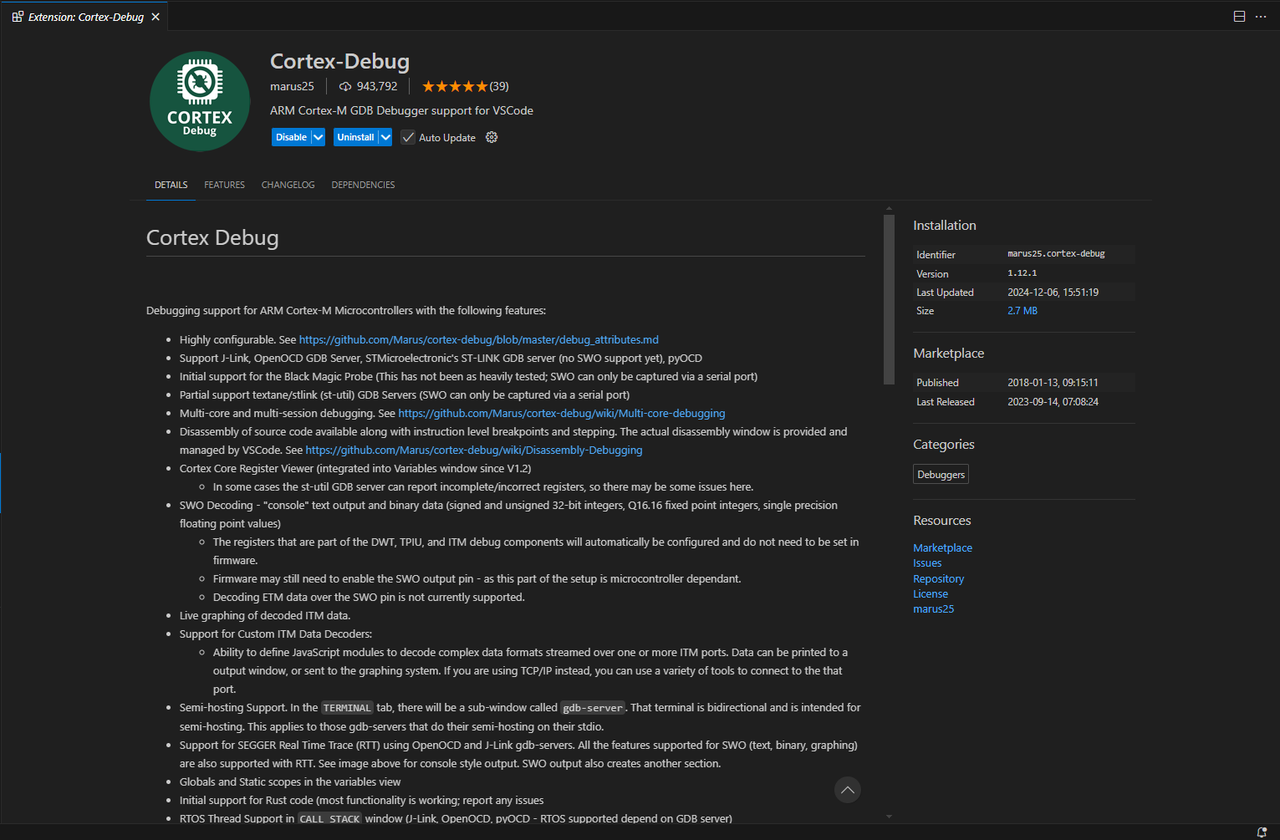 Extension: Cortex-Debug
CORTEX
Debug
Cortex-Debug
marus25
943,792
(39)
ARM Cortex-M GDB Debugger support for VSCode
Disable
Uninstall
Auto Update
DETAILS
FEATURES
CHANGELOG
DEPENDENCIES
Cortex Debug
Debugging support for ARM Cortex-M Microcontrollers with the following features:
Highly configurable. See https://github.com/Marus/cortex-debug/blob/master/debug_attributes.md
Support J-Link, OpenOCD GDB Server, STMicroelectronic's ST-LINK GDB server (no SWO support yet), pyOCD
Initial support for the Black Magic Probe (This has not been as heavily tested; SWO can only be captured via a serial port)
Partial support textane/stlink (st-util) GDB Servers (SWO can only be captured via a serial port)
Multi-core and multi-session debugging. See https://github.com/Marus/cortex-debug/wiki/Multi-core-debugging
Disassembly of source code available along with instruction level breakpoints and stepping. The actual disassembly window is provided and
managed by VSCode. See https://github.com/Marus/cortex-debug/wiki/Disassembly-Debugging
Cortex Core Register Viewer (integrated into Variables window since V1.2)
In some cases the st-util GDB server can report incomplete/incorrect registers, so there may be some issues here.
SWO Decoding - "console" text output and binary data (signed and unsigned 32-bit integers, Q16.16 fixed point integers, single precision
floating point values)
The registers that are part of the DWT, TPIU, and ITM debug components will automatically be configured and do not need to be set in
firmware.
Firmware may still need to enable the SWO output pin - as this part of the setup is microcontroller dependant.
Decoding ETM data over the SWO pin is not currently supported.
Live graphing of decoded ITM data.
Support for Custom ITM Data Decoders:
Ability to define JavaScript modules to decode complex data formats streamed over one or more ITM ports. Data can be printed to a
output window, or sent to the graphing system. If you are using TCP/IP instead, you can use a variety of tools to connect to the that
port.
Semi-hosting Support. In the TERMINAL tab, there will be a sub-window called gdb-server. That terminal is bidirectional and is intended for
semi-hosting. This applies to those gdb-servers that do their semi-hosting on their stdio.
Support for SEGGER Real Time Trace (RTT) using OpenOCD and J-Link gdb-servers. All the features supported for SWO (text, binary, graphing)
are also supported with RTT. See image above for console style output. SWO output also creates another section.
Globals and Static scopes in the variables view
Initial support for Rust code (most functionality is working; report any issues
RTOS Thread Support in CALL STACK window (J-Link, OpenOCD, pyOCD - RTOS supported depend on GDB server)
Installation
Identifier marus25.cortex-debug
Version 1.12.1
Last Updated 2024-12-06, 15:51:19
Size 2.7 MB
Marketplace
Published 2018-01-13, 09:15:11
Last Released 2023-09-14, 07:08:24
Categories
Debuggers
Resources
Marketplace
Issues
Repository
License
marus25